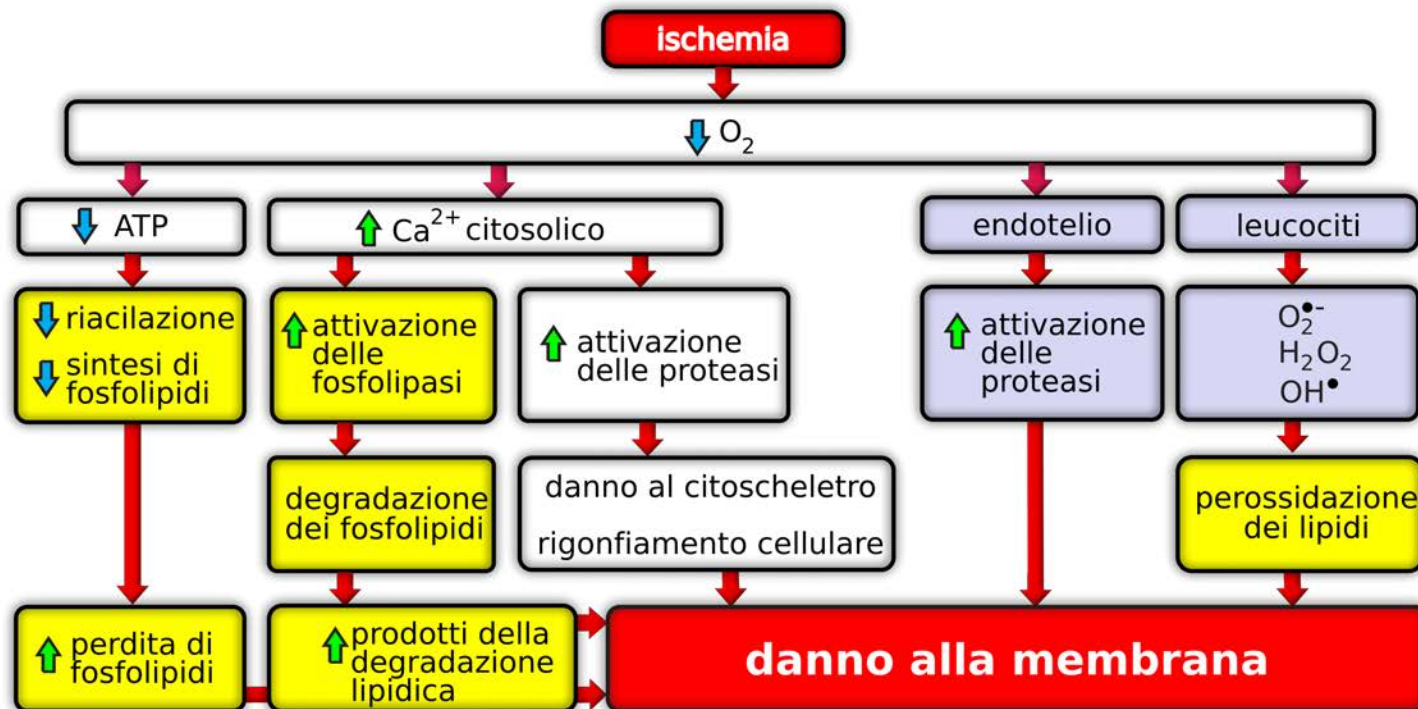 ischemia
O₂
ATP
Ca²⁺ citosolico
endotelio
leucociti
riacilazione
sintesi di
fosfolipidi
attivazione
delle
fosfolipasi
attivazione
delle proteasi
attivazione
delle
proteasi
O₂•-
H₂O₂
OH•
degradazione
dei fosfolipidi
danno al citoscheletro
rigonfiamento cellulare
perossidazione
dei lipidi
perdita di
fosfolipidi
prodotti della
degradazione
lipidica
danno alla membrana